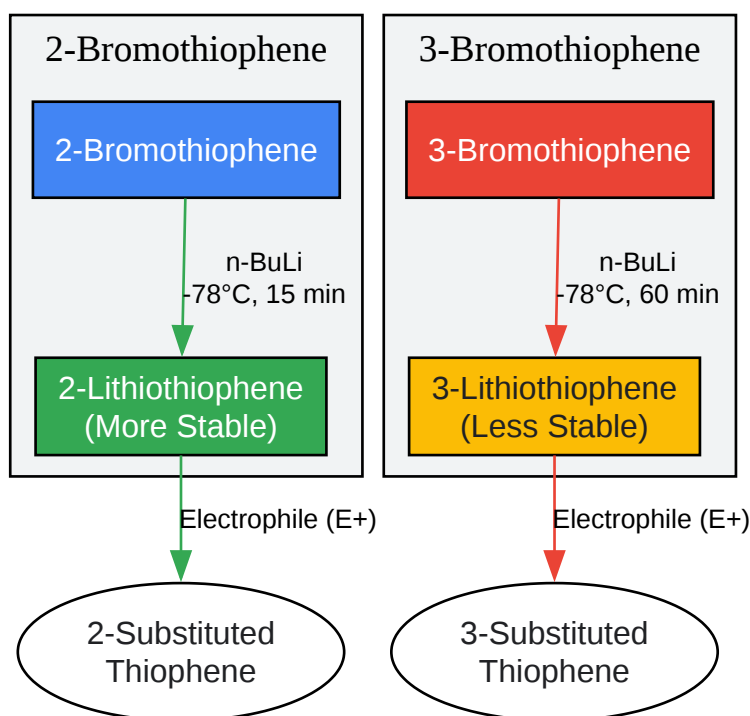 2-Bromothiophene
2-Bromothiophene
n-BuLi
-78°C, 15 min
2-Lithiothiophene
(More Stable)
Electrophile (E+)
2-Substituted
Thiophene
3-Bromothiophene
3-Bromothiophene
n-BuLi
-78°C, 60 min
3-Lithiothiophene
(Less Stable)
Electrophile (E+)
3-Substituted
Thiophene